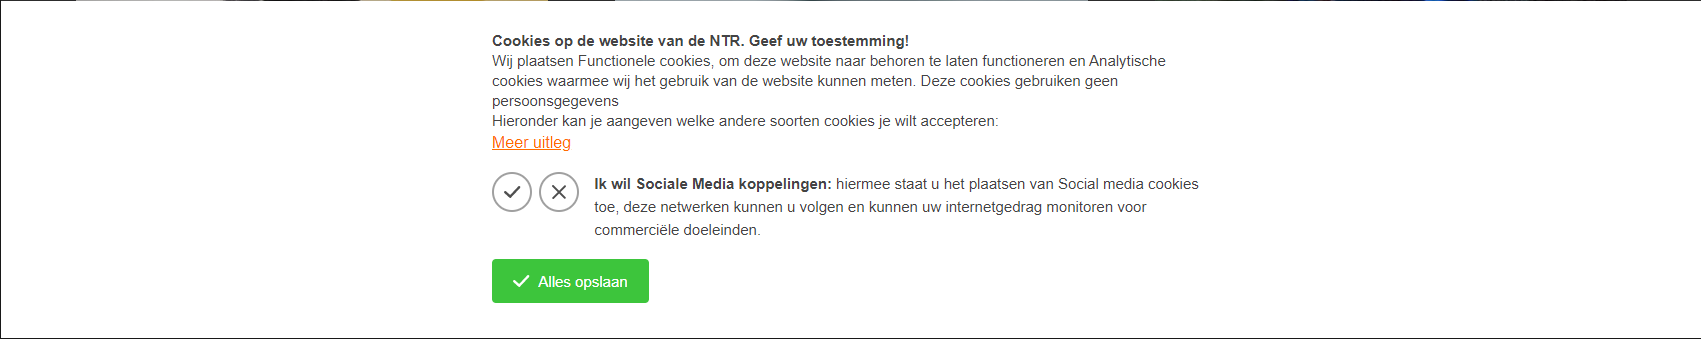 Cookies op de website van de NTR. Geef uw toestemming!
Wij plaatsen Functionele cookies, om deze website naar behoren te laten functioneren en Analytische
cookies waarmee wij het gebruik van de website kunnen meten. Deze cookies gebruiken geen
persoonsgegevens
Hieronder kan je aangeven welke andere soorten cookies je wilt accepteren:
Meer uitleg
Ik wil Sociale Media koppelingen: hiermee staat u het plaatsen van Social media cookies
toe, deze netwerken kunnen u volgen en kunnen uw internetgedrag monitoren voor
commerciële doeleinden.
Alles opslaan